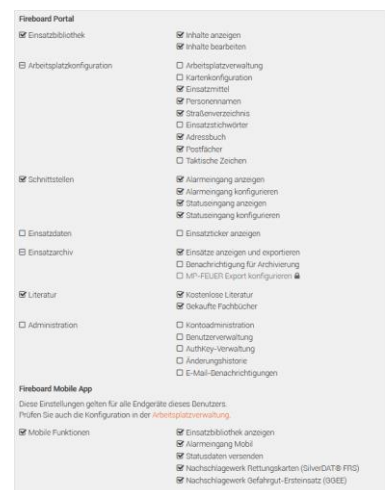 Fireboard Portal
Einsatzbibliothek
Inhalte anzeigen
Inhalte bearbeiten
Arbeitsplatzkonfiguration
Arbeitsplatzverwaltung
Kartenkonfiguration
Einsatzmittel
Personennamen
Straßenverzeichnis
Einsatzstichwörter
Adressbuch
Postfächer
Taktische Zeichen
Schnittstellen
Alarmeingang anzeigen
Alarmeingang konfigurieren
Statuseingang anzeigen
Statuseingang konfigurieren
Einsatzdaten
Einsatzticker anzeigen
Einsatzarchiv
Einsätze anzeigen und exportieren
Benachrichtigung für Archivierung
MP-FEUER Export konfigurieren
Literatur
Kostenlose Literatur
Gekaufte Fachbücher
Administration
Kontoadministration
Benutzerverwaltung
AuthKey-Verwaltung
Änderungshistorie
E-Mail-Benachrichtigungen
Fireboard Mobile App
Diese Einstellungen gelten für alle Endgeräte dieses Benutzers.
Prüfen Sie auch die Konfiguration in der Arbeitsplatzverwaltung.
Mobile Funktionen
Einsatzbibliothek anzeigen
Alarmeingang Mobil
Statusdaten versenden
Nachschlagewerk Rettungskarten (SilverDAT® FRS)
Nachschlagewerk Gefahrgut-Ersteinsatz (GGEE)